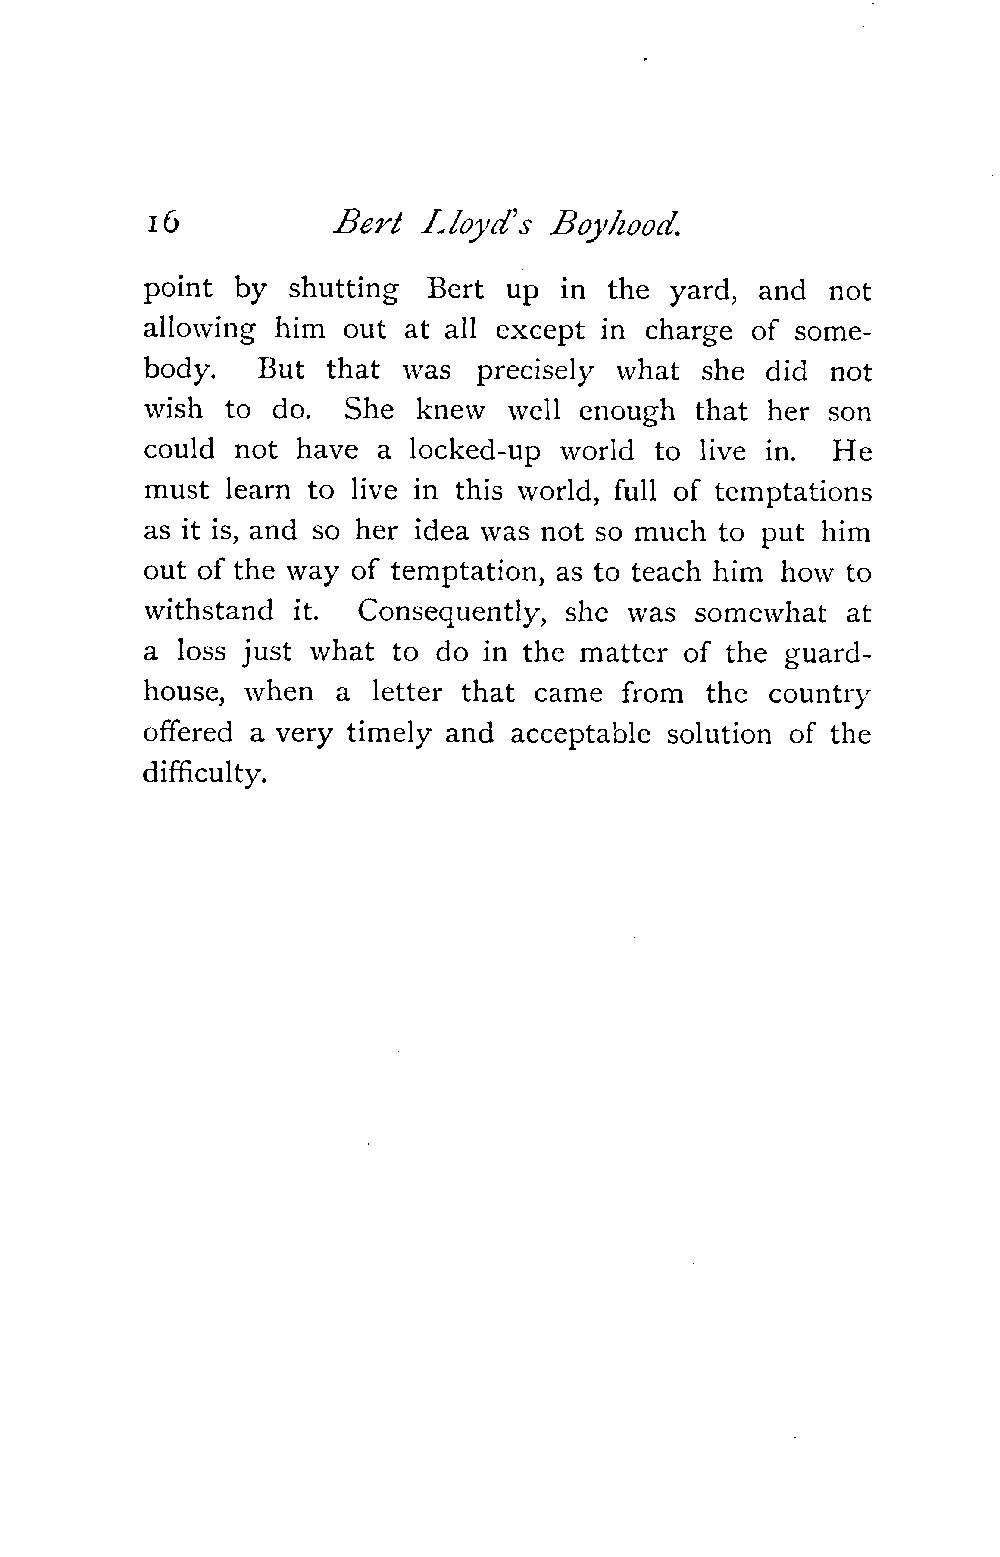 16 Bert Lloyd's Boyhood.
point by shutting Bert up in the yard, and not
allowing him out at all except in charge of some-
body. But that was precisely what she did not
wish to do. She knew well enough that her son
could not have a locked-up world to live in. He
must learn to live in this world, full of temptations
as it is, and so her idea was not so much to put him
out of the way of temptation, as to teach him how to
withstand it. Consequently, she was somewhat at
a loss just what to do in the matter of the guard-
house, when a letter that came from the country
offered a very timely and acceptable solution of the
difficulty.